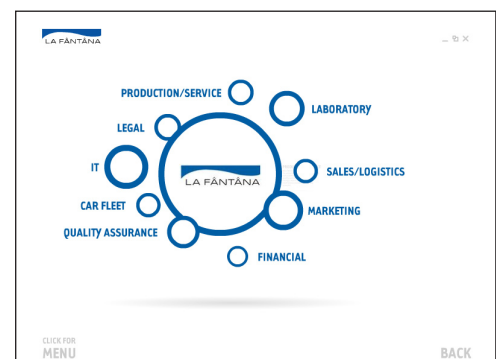 LA FÂNTÂNA
PRODUCTION/SERVICE
LABORATORY
LEGAL
IT
LA FÂNTÂNA
SALES/LOGISTICS
CAR FLEET
MARKETING
QUALITY ASSURANCE
FINANCIAL
CLICK FOR
MENU
BACK